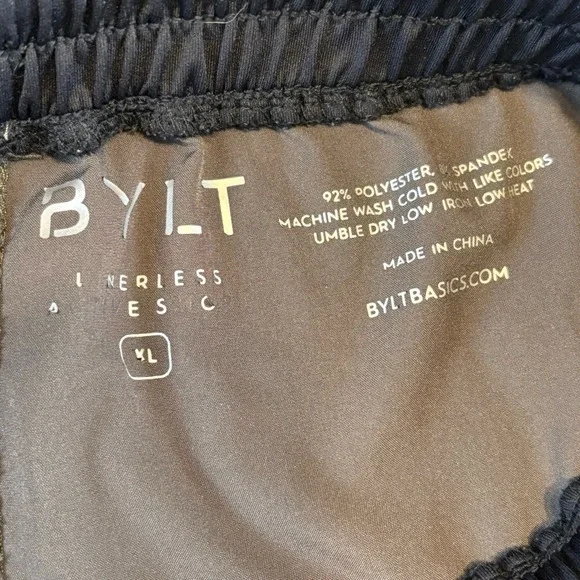 BYLT
L NERLESS
XL
92% POLYESTER, SPANDEX
MACHINE WASH COLD WITH LIKE COLORS
UMBLE DRY LOW IRON LOW HEAT
MADE IN CHINA
BYLTBASICS.COM